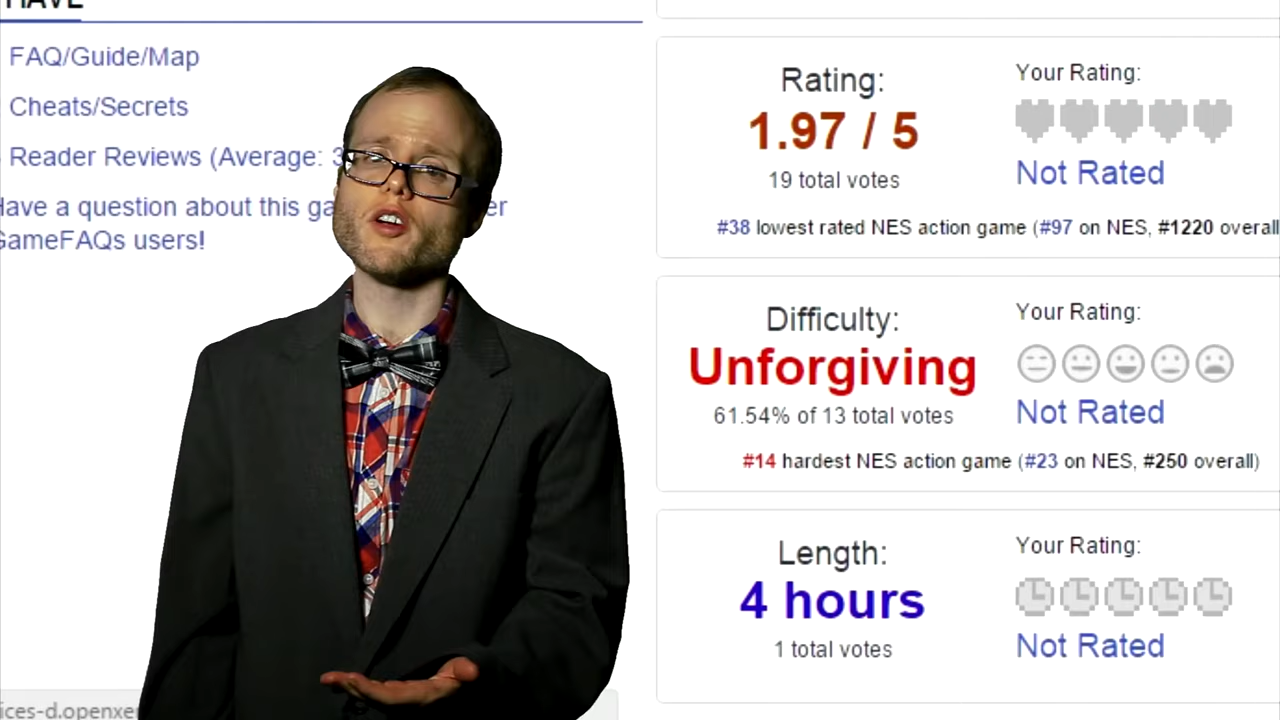 HAVE
FAQ/Guide/Map
Cheats/Secrets
Reader Reviews (Average: 3
Have a question about this ga
GameFAQs users!
Rating:
1.97 / 5
19 total votes
Your Rating:
Not Rated
#38 lowest rated NES action game (#97 on NES, #1220 overall
Difficulty:
Unforgiving
61.54% of 13 total votes
Your Rating:
Not Rated
#14 hardest NES action game (#23 on NES, #250 overall)
Length:
4 hours
1 total votes
Your Rating:
Not Rated
ices-d.openxe